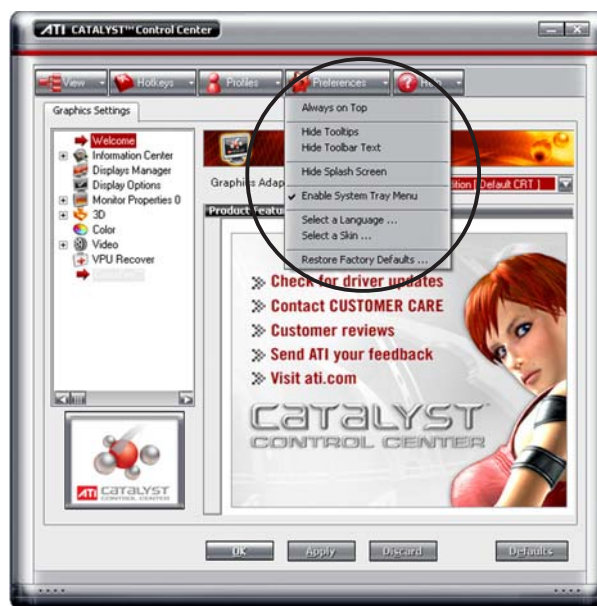 ATI CATALYST™ Control Center
View
Hotkeys
Profiles
Preferences
Help
Graphics Settings
Welcome
Information Center
Displays Manager
Display Options
Monitor Properties 0
3D
Color
Video
VPU Recover
Always on Top
Hide Tooltips
Hide Toolbar Text
Hide Splash Screen
Enable System Tray Menu
Select a Language ...
Select a Skin ...
Restore Factory Defaults ...
Graphics Adap
[ Default CRT ]
Product Featu
Check for driver updates
Contact CUSTOMER CARE
Customer reviews
Send ATI your feedback
Visit ati.com
CATALYST
CONTROL CENTER
ATI CATALYST
CONTROL CENTER
OK
Apply
Discard
Defaults